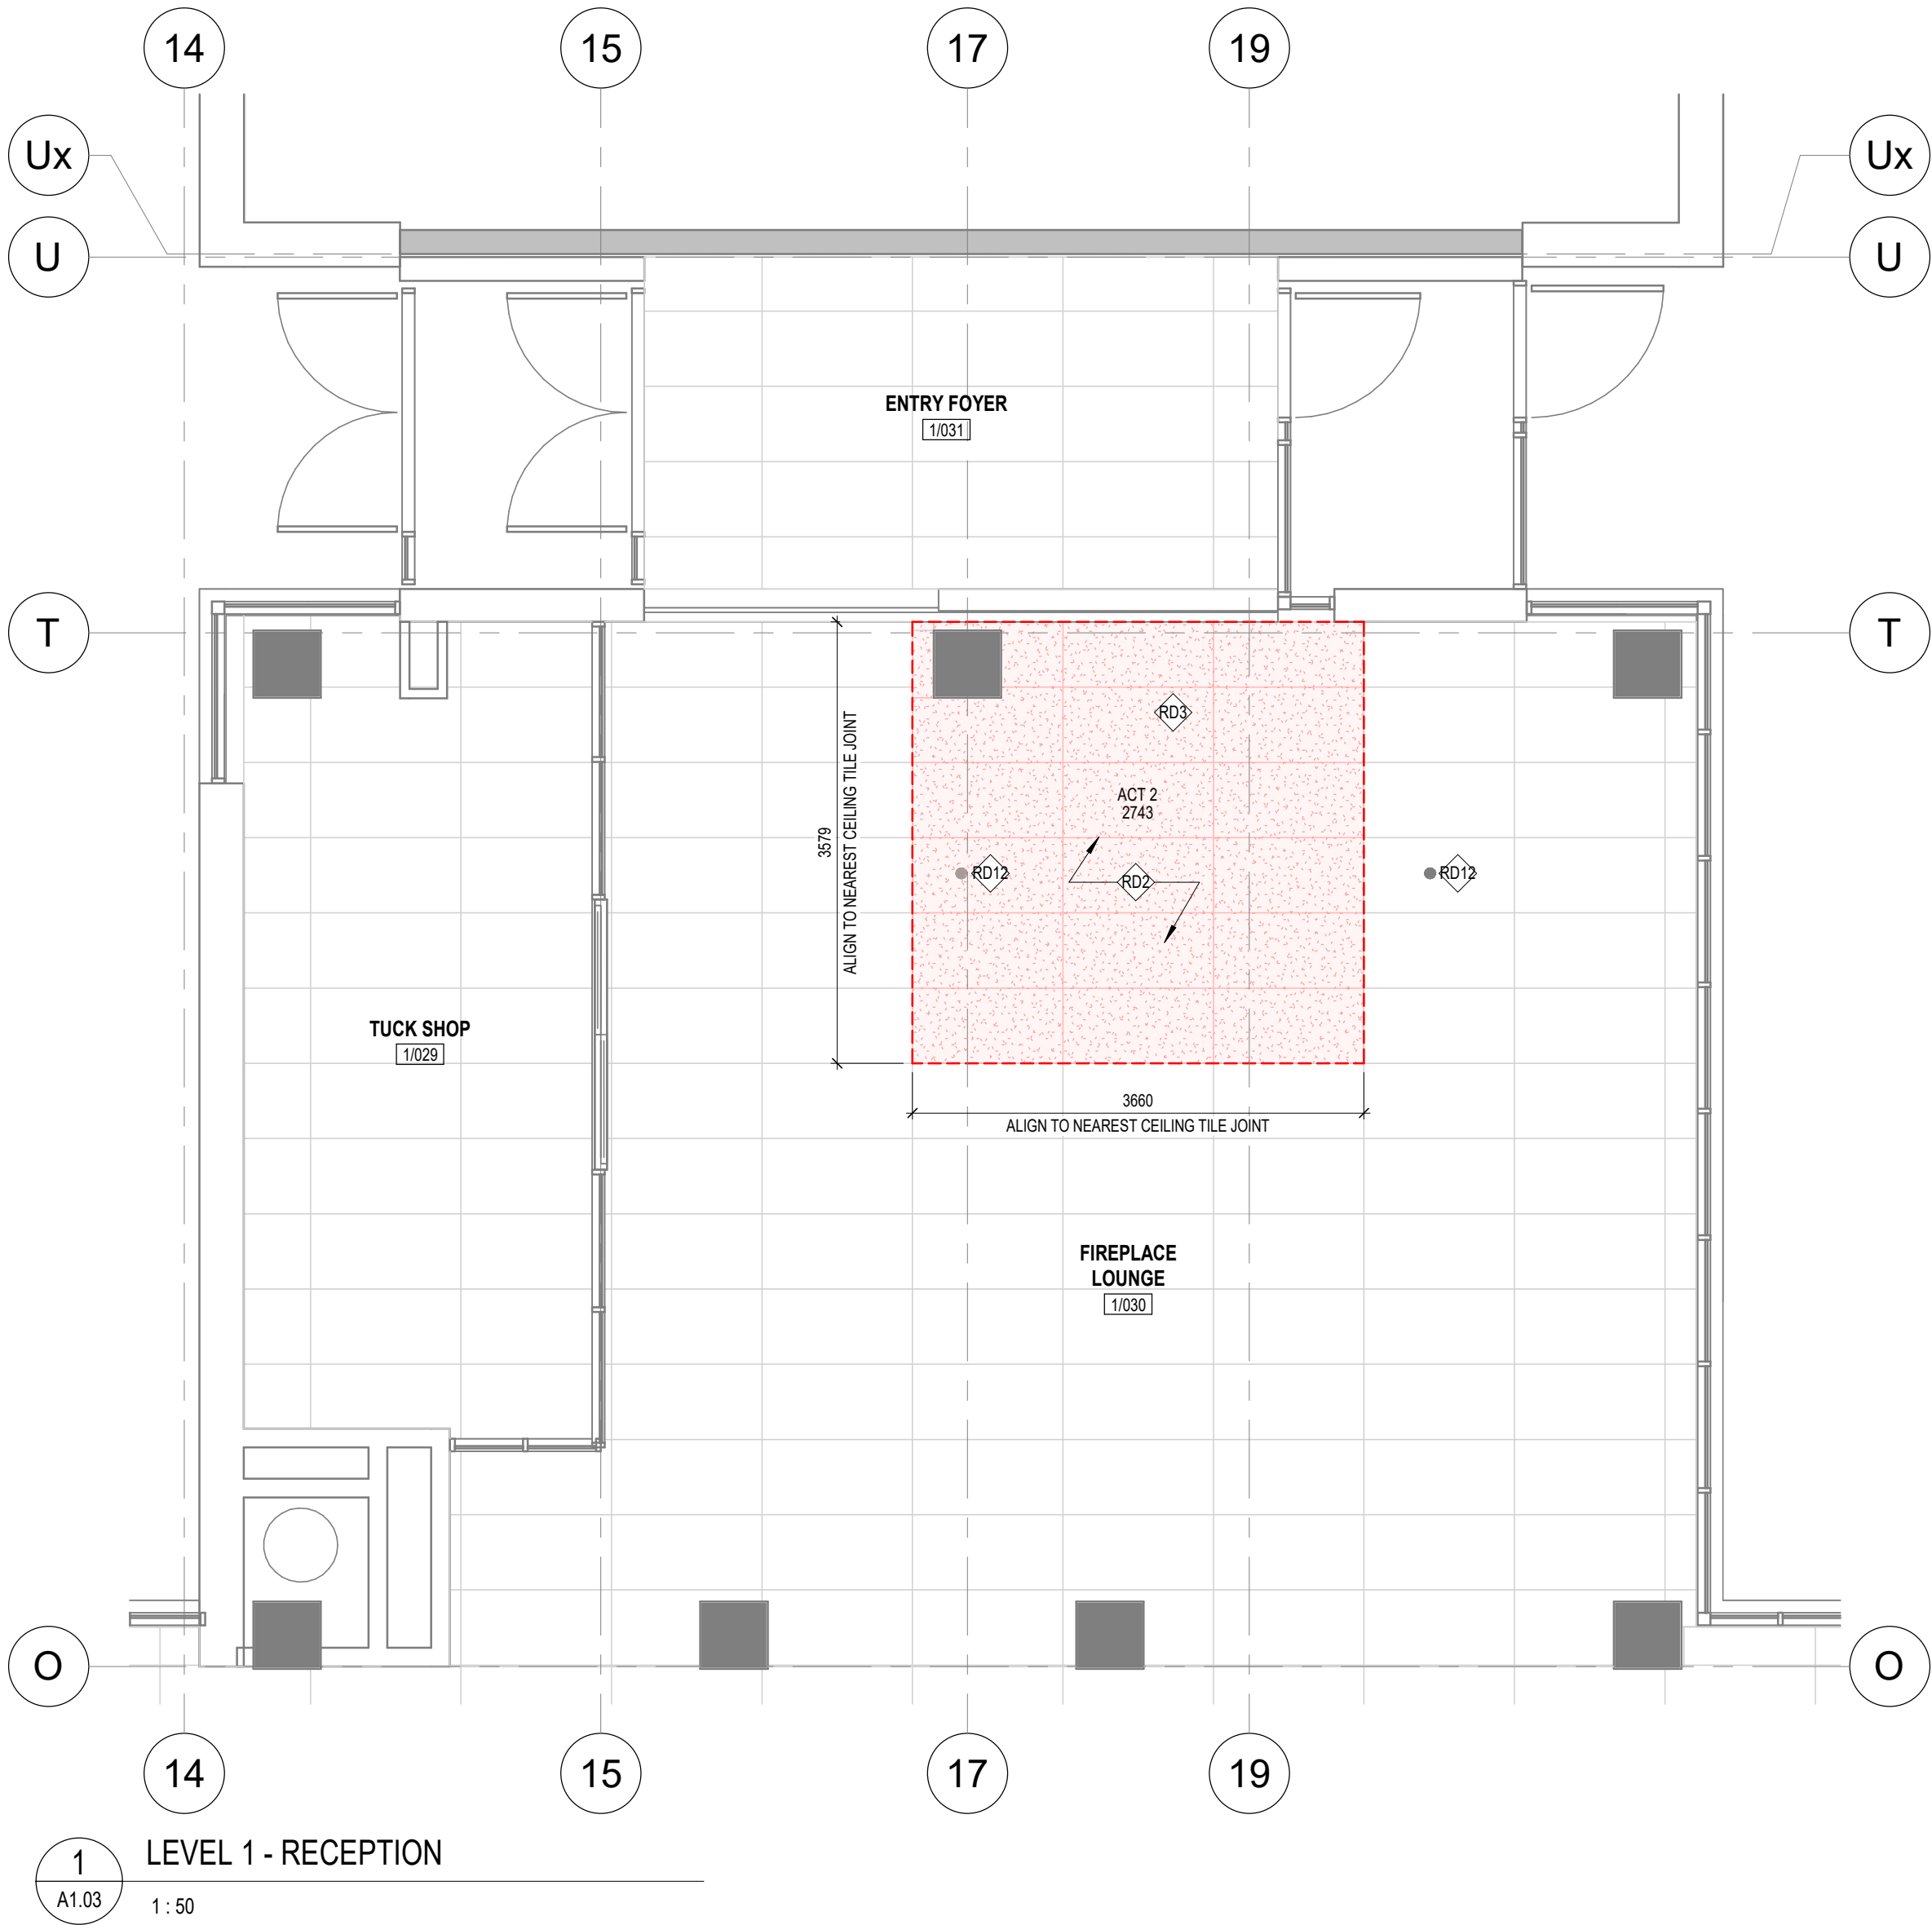 14
15
17
19
Ux
Ux
U
U
ENTRY FOYER
1/031
T
T
RD3
ACT 2
2743
3579
ALIGN TO NEAREST CEILING TILE JOINT
RD12
RD2
RD12
TUCK SHOP
1/029
3660
ALIGN TO NEAREST CEILING TILE JOINT
FIREPLACE
LOUNGE
1/030
O
O
14
15
17
19
1
A1.03
LEVEL 1 - RECEPTION
1 : 50